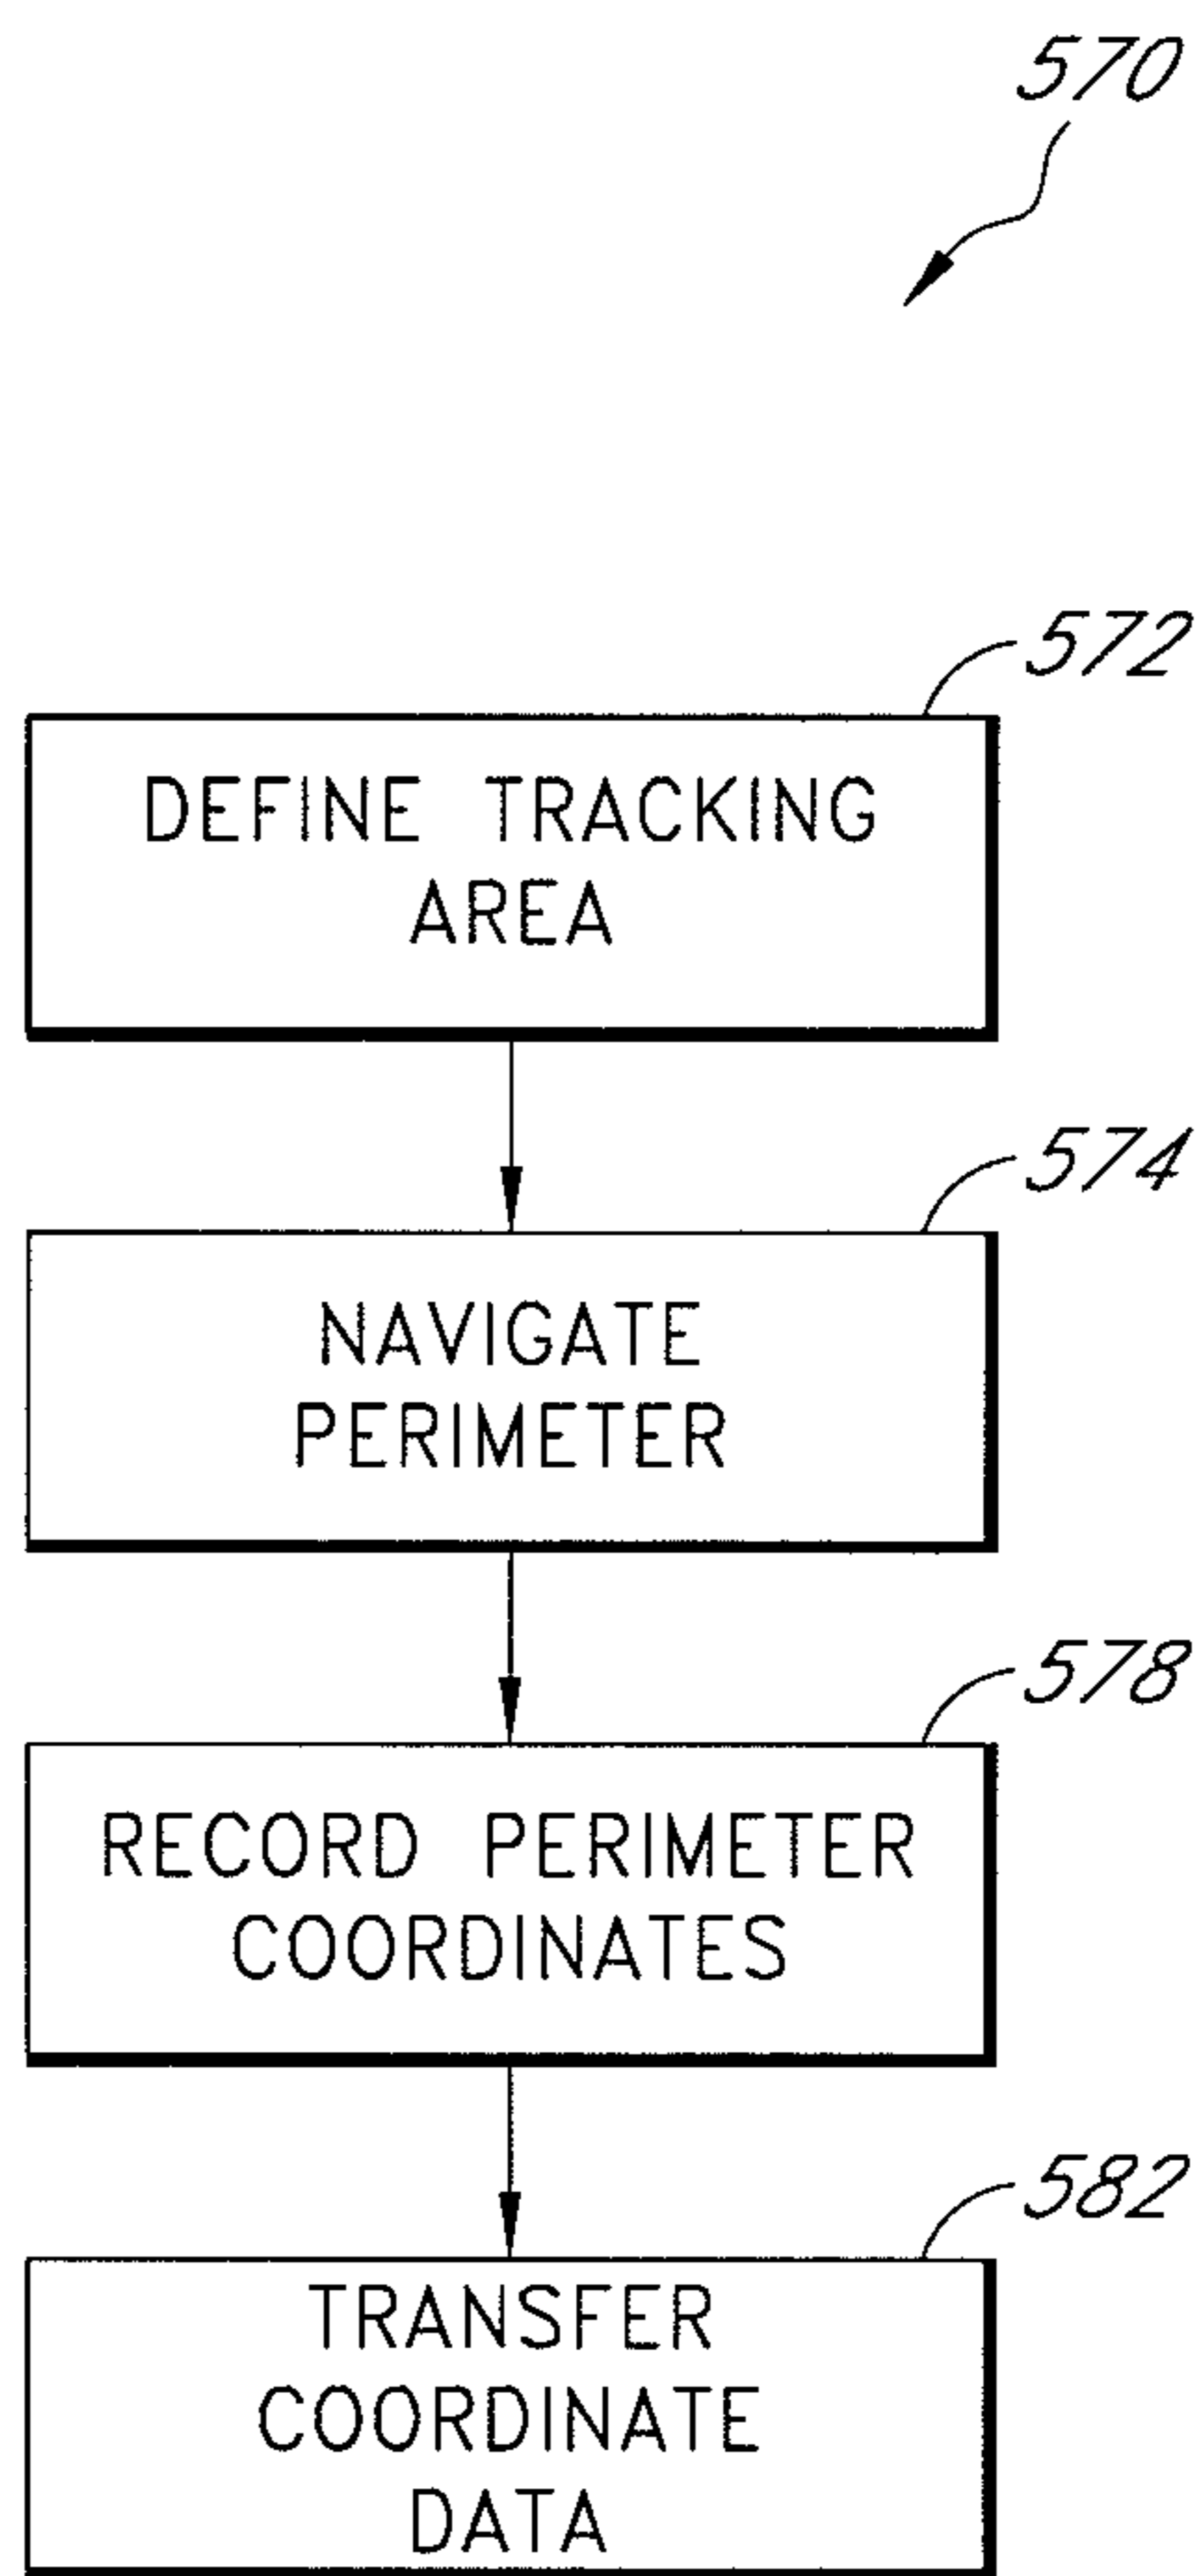 570
572
DEFINE TRACKING
AREA
574
NAVIGATE
PERIMETER
578
RECORD PERIMETER
COORDINATES
582
TRANSFER
COORDINATE
DATA